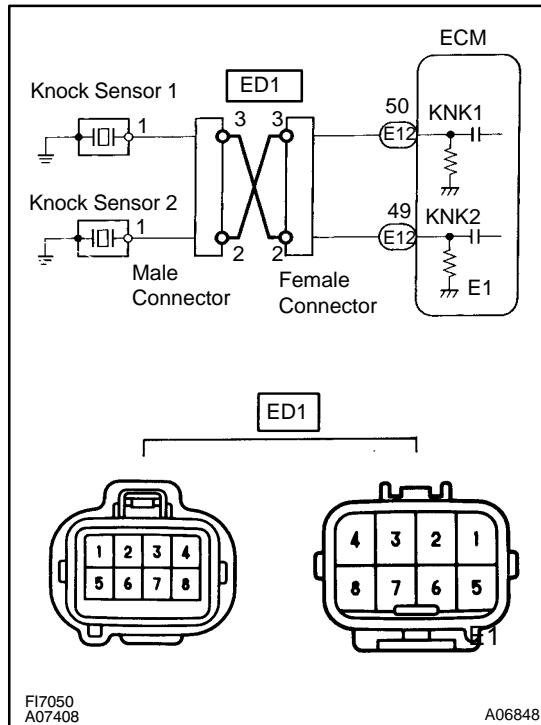 ECM
ED1
Knock Sensor 1
1
3
3
50
E12
KNK1
Knock Sensor 2
1
2
2
49
E12
KNK2
E1
Male
Connector
Female
Connector
ED1
1 2 3 4
5 6 7 8
4 3 2 1
8 7 6 5
E1
FI7050
A07408
A06848